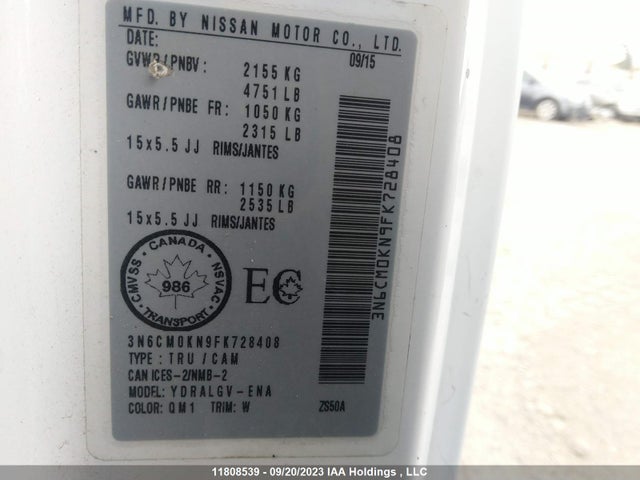 MFD. BY NISSAN MOTOR CO., LTD.
DATE: 09/15
GVWR/PNBV: 2155 KG
4751 LB
GAWR/PNBE FR: 1050 KG
2315 LB
15x5.5 JJ RIMS/JANTES
GAWR/PNBE RR: 1150 KG
2535 LB
15x5.5 JJ RIMS/JANTES
CANADA
CMVSS 986 NSVAC
TRANSPORT
EC
3N6CM0KN9FK728408
TYPE: TRU/CAM
CAN ICES-2/NMB-2
MODEL: YDRALGV-ENA
COLOR: QM1 TRIM: W ZS50A
3N6CM0KN9FK728408
11808539 - 09/20/2023 IAA Holdings , LLC